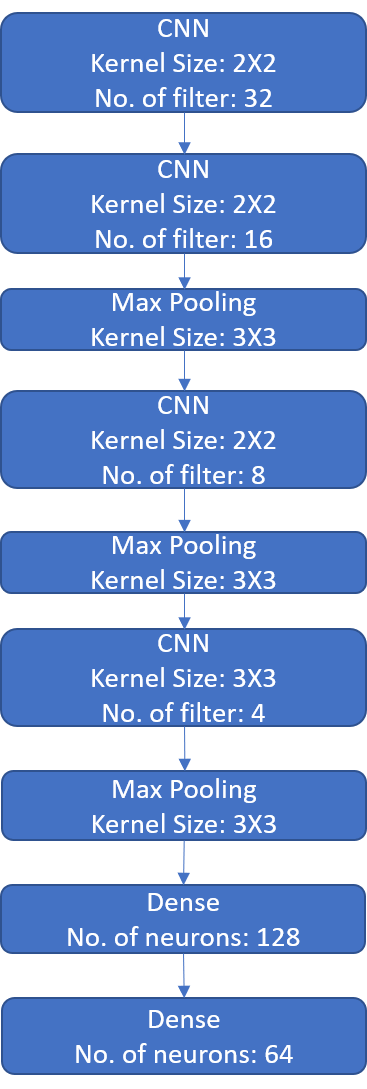 CNN
Kernel Size: 2X2
No. of filter: 32
CNN
Kernel Size: 2X2
No. of filter: 16
Max Pooling
Kernel Size: 3X3
CNN
Kernel Size: 2X2
No. of filter: 8
Max Pooling
Kernel Size: 3X3
CNN
Kernel Size: 3X3
No. of filter: 4
Max Pooling
Kernel Size: 3X3
Dense
No. of neurons: 128
Dense
No. of neurons: 64